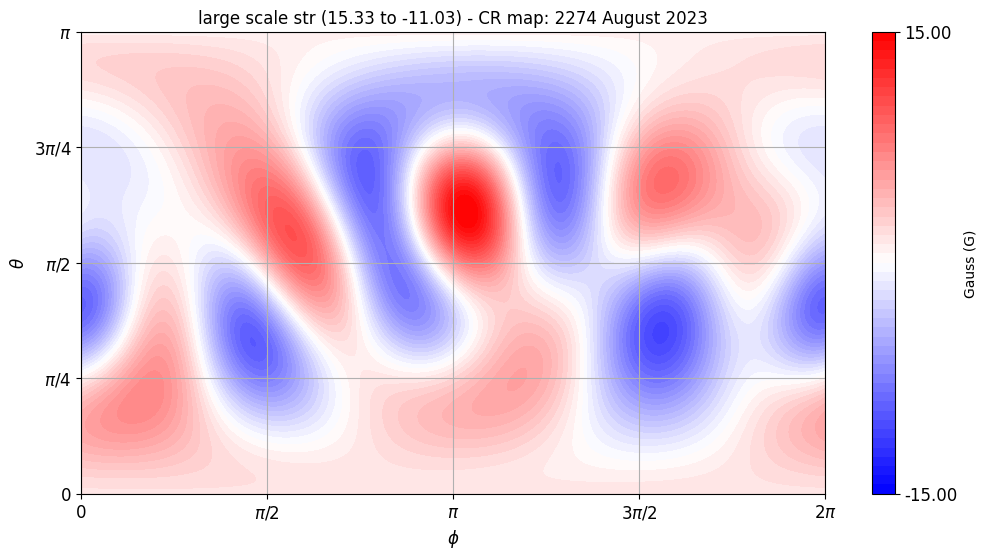 large scale str (15.33 to -11.03) - CR map: 2274 August 2023
π
3π/4
π/2
π/4
0
θ
0
π/2
π
3π/2
2π
ϕ
15.00
-15.00
Gauss (G)